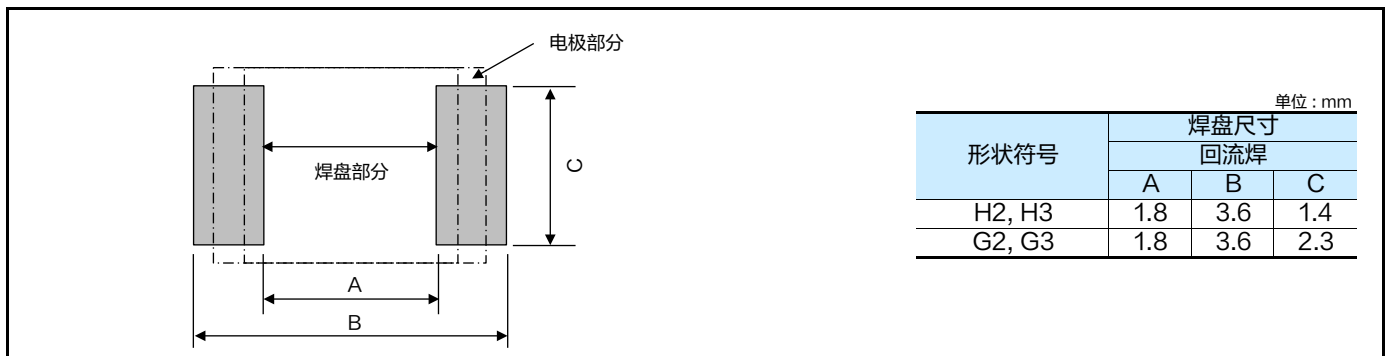 电极部分
焊盘部分
C
A
B
单位 : mm
形状符号
焊盘尺寸
回流焊
A B C
H2, H3 1.8 3.6 1.4
G2, G3 1.8 3.6 2.3